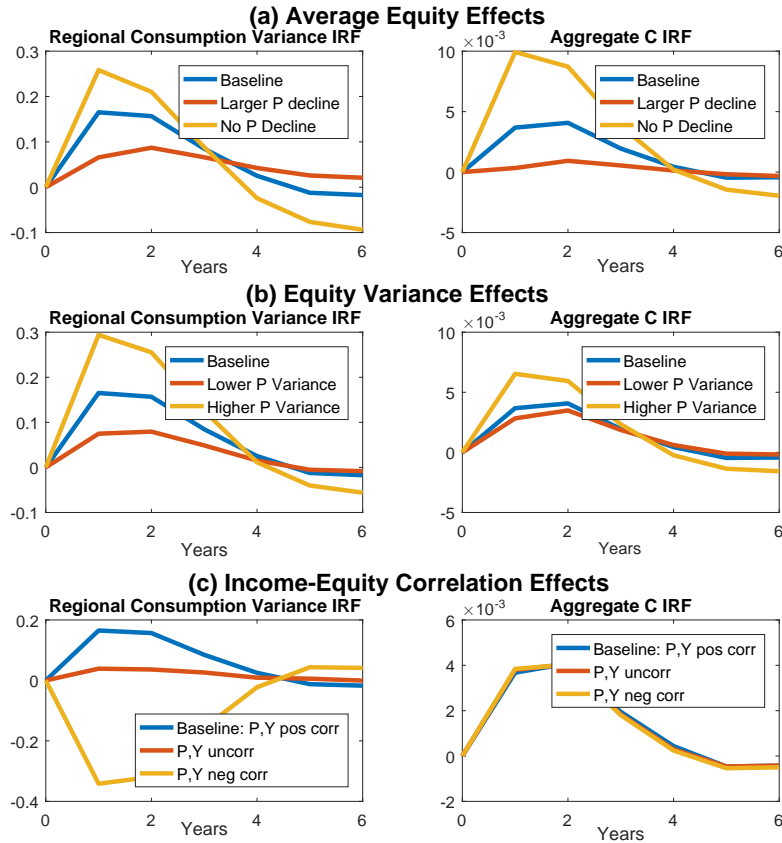 (a) Average Equity Effects
Regional Consumption Variance IRF
0.3
0.2
0.1
0
-0.1
0 2 4 6
Years
Baseline
Larger P decline
No P Decline
Aggregate C IRF
×10⁻³
10
5
0
-5
0 2 4 6
Years
Baseline
Larger P decline
No P Decline
(b) Equity Variance Effects
Regional Consumption Variance IRF
0.3
0.2
0.1
0
-0.1
0 2 4 6
Years
Baseline
Lower P Variance
Higher P Variance
Aggregate C IRF
×10⁻³
10
5
0
-5
0 2 4 6
Years
Baseline
Lower P Variance
Higher P Variance
(c) Income-Equity Correlation Effects
Regional Consumption Variance IRF
0.2
0
-0.2
-0.4
0 2 4 6
Years
Baseline: P,Y pos corr
P,Y uncorr
P,Y neg corr
Aggregate C IRF
×10⁻³
6
4
2
0
-2
0 2 4 6
Years
Baseline: P,Y pos corr
P,Y uncorr
P,Y neg corr